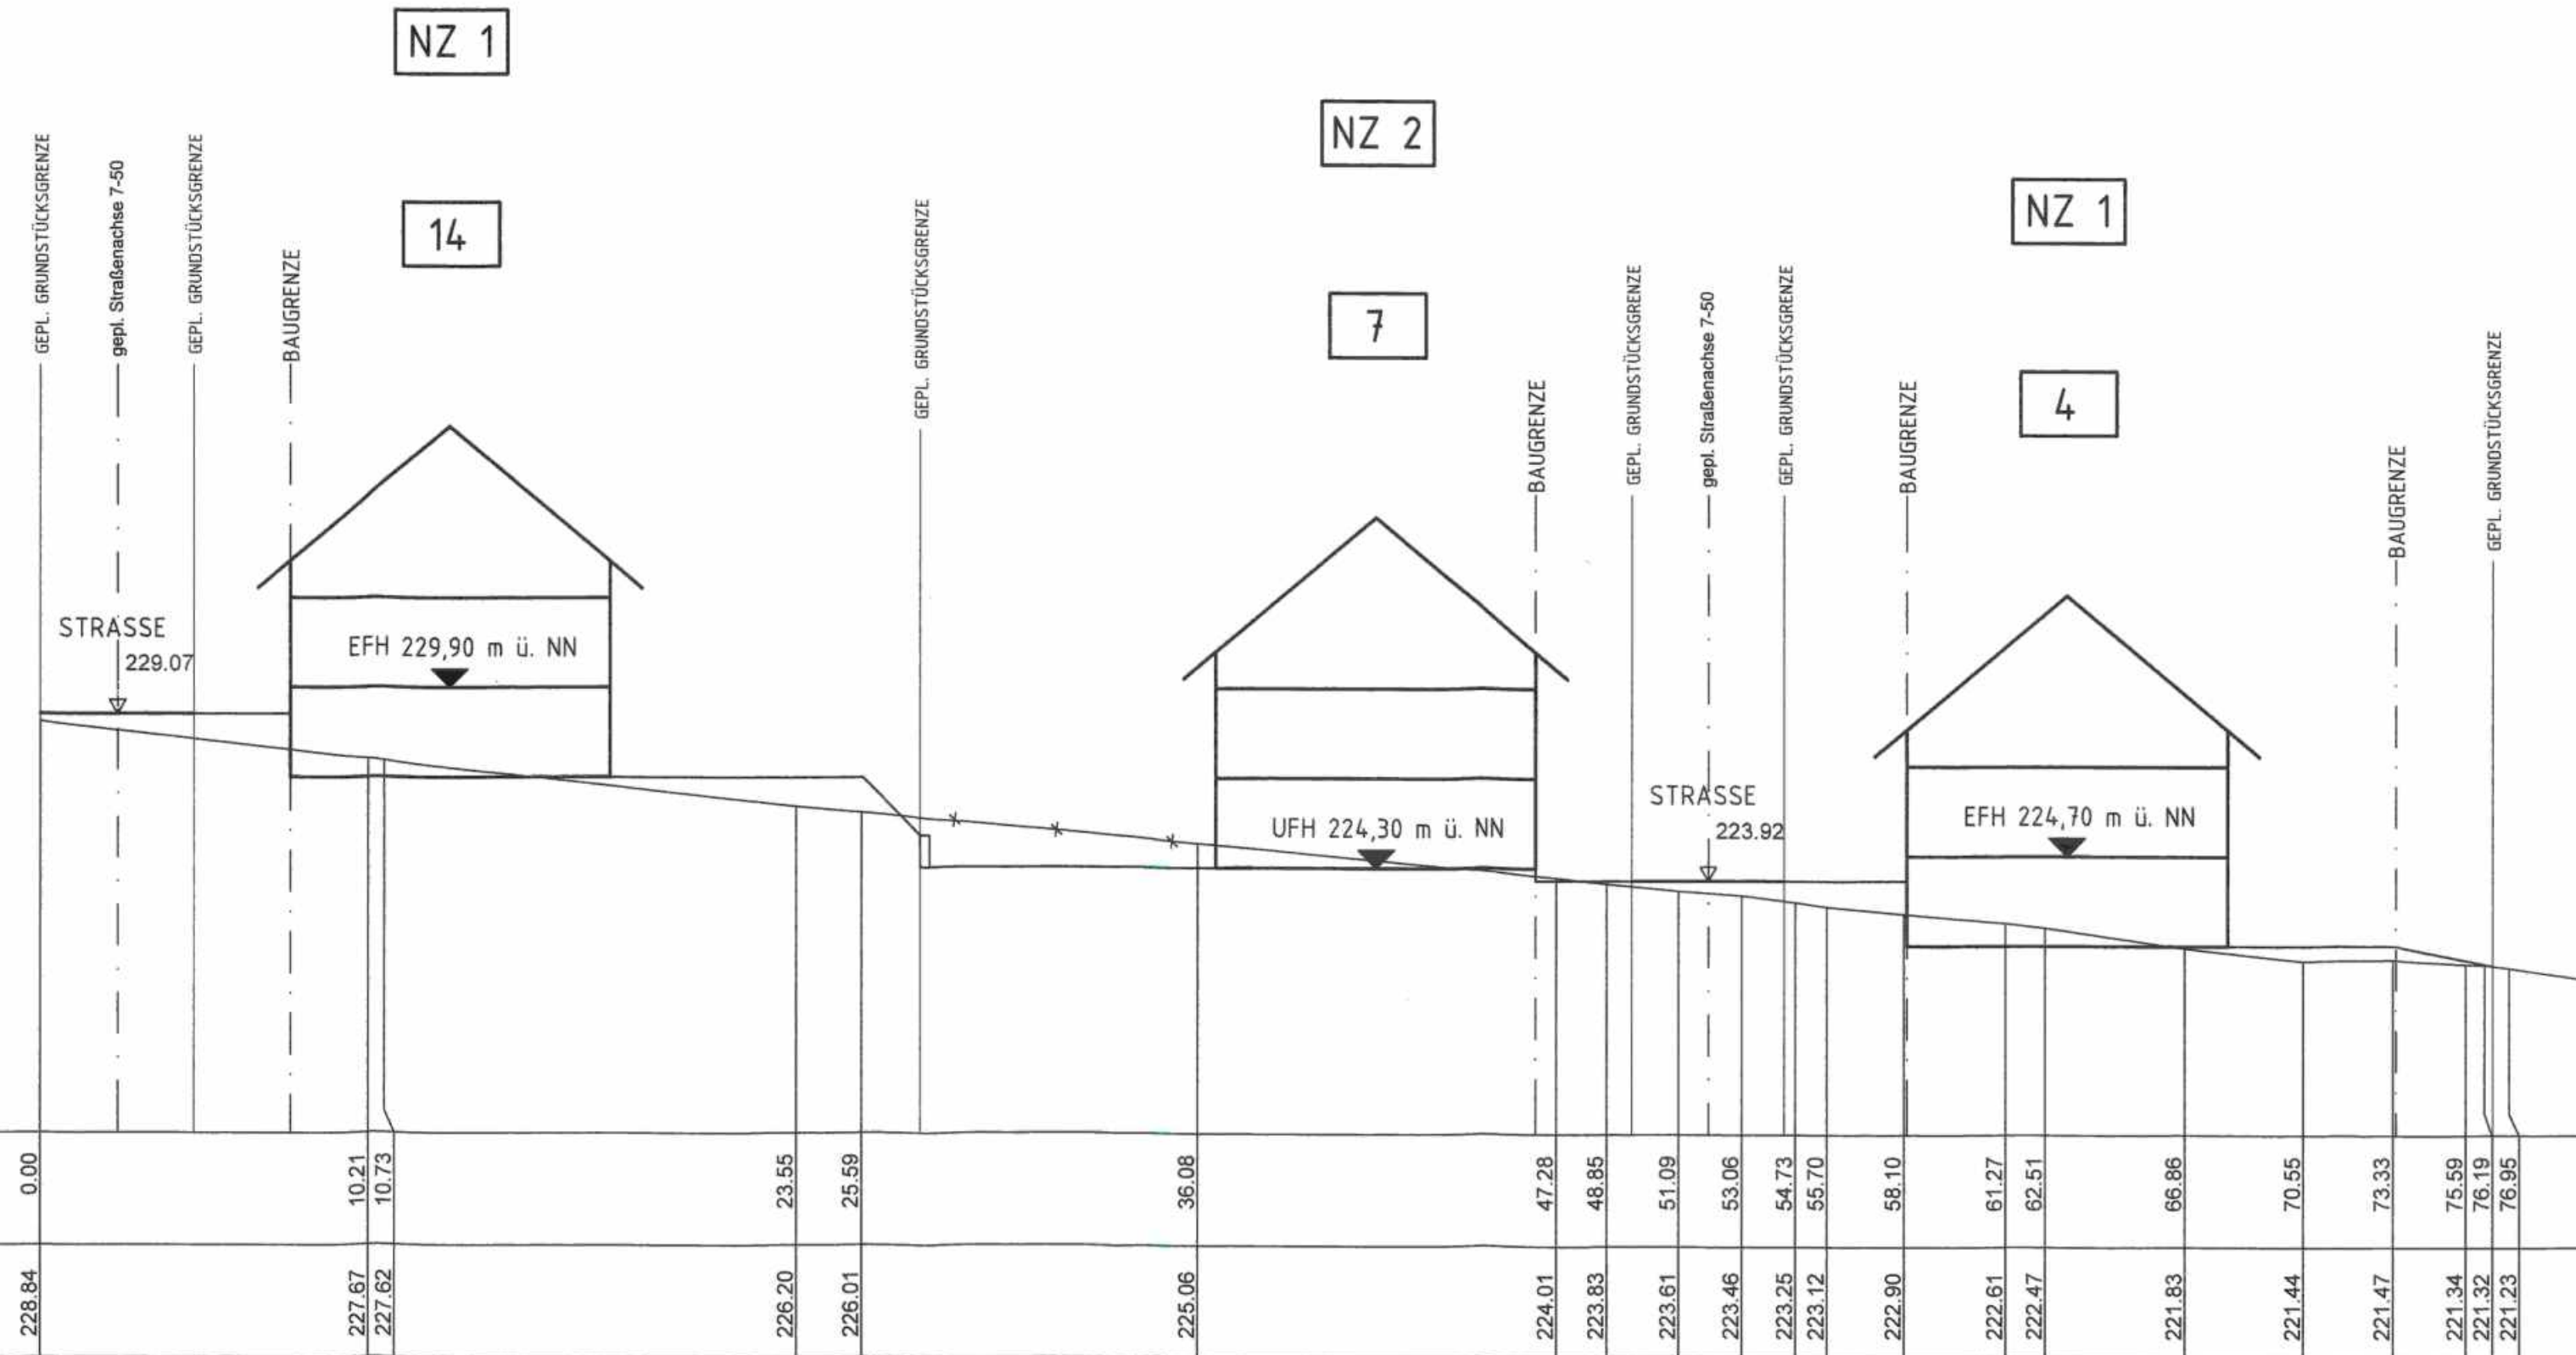 NZ 1
NZ 2
NZ 1
14
7
4
GEPL. GRUNDSTÜCKSGRENZE
gepl. Straßenachse 7-50
GEPL. GRUNDSTÜCKSGRENZE
BAUGRENZE
GEPL. GRUNDSTÜCKSGRENZE
BAUGRENZE
GEPL. GRUNDSTÜCKSGRENZE
gepl. Straßenachse 7-50
GEPL. GRUNDSTÜCKSGRENZE
BAUGRENZE
BAUGRENZE
GEPL. GRUNDSTÜCKSGRENZE
STRASSE
229.07
EFH 229,90 m ü. NN
UFH 224,30 m ü. NN
STRASSE
223.92
EFH 224,70 m ü. NN
0.00
10.21
10.73
23.55
25.59
36.08
47.28
48.85
51.09
53.06
54.73
55.70
58.10
61.27
62.51
66.86
70.55
73.33
75.59
76.19
76.95
228.84
227.67
227.62
226.20
226.01
225.06
224.01
223.83
223.61
223.46
223.25
223.12
222.90
222.61
222.47
221.83
221.44
221.47
221.34
221.32
221.23